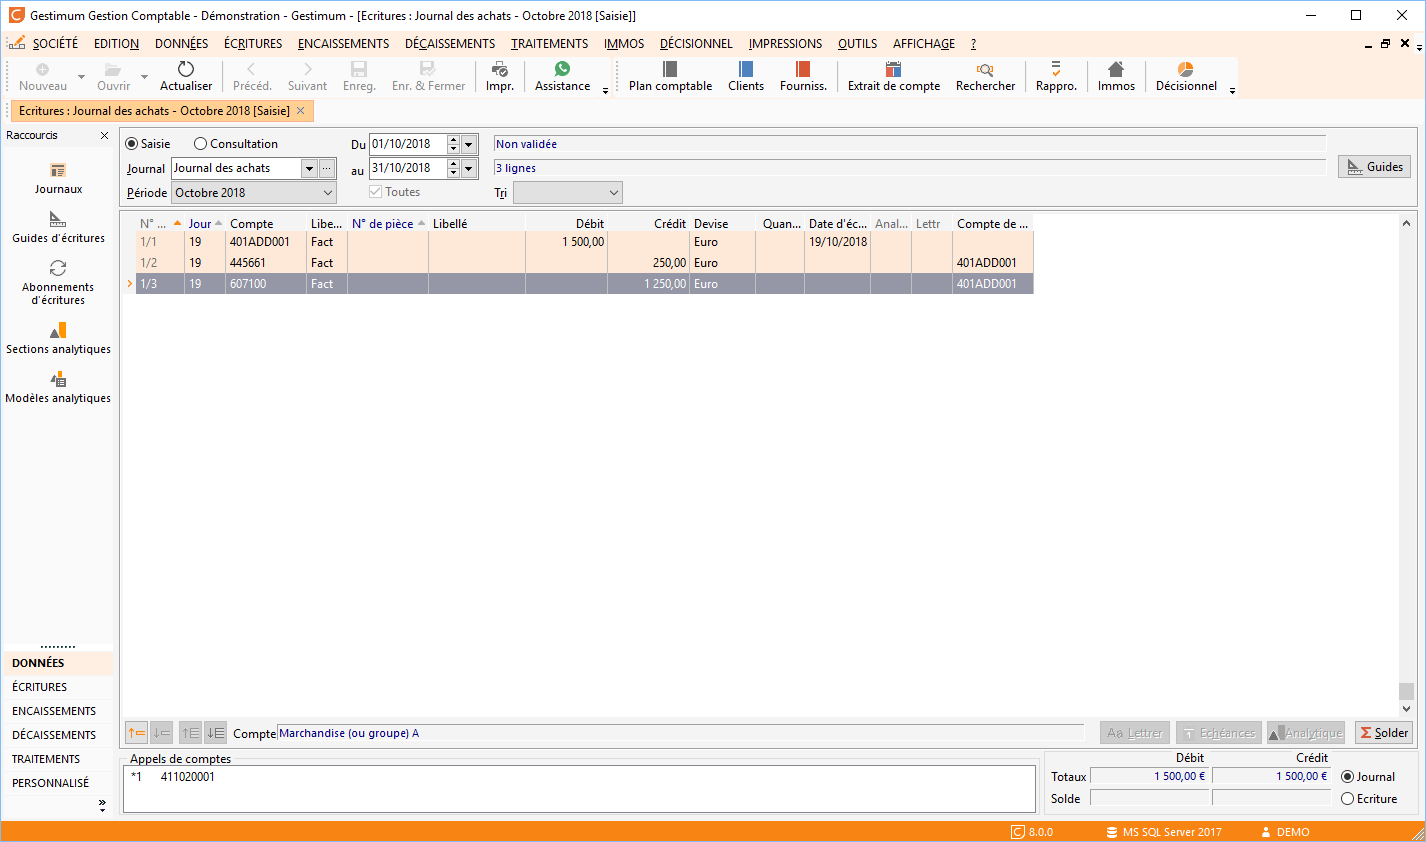 Gestimum Gestion Comptable - Démonstration - Gestimum - [Ecritures : Journal des achats - Octobre 2018 [Saisie]]
SOCIÉTÉ EDITION DONNÉES ÉCRITURES ENCAISSEMENTS DÉCAISSEMENTS TRAITEMENTS IMMOS DÉCISIONNEL IMPRESSIONS OUTILS AFFICHAGE ?
Nouveau Ouvrir Actualiser Précéd. Suivant Enreg. Enr. & Fermer Impr. Assistance Plan comptable Clients Fourniss. Extrait de compte Rechercher Rappro. Immos Décisionnel
Ecritures : Journal des achats - Octobre 2018 [Saisie]
Raccourcis
Journaux
Guides d'écritures
Abonnements
d'écritures
Sections analytiques
Modèles analytiques
DONNÉES
ÉCRITURES
ENCAISSEMENTS
DÉCAISSEMENTS
TRAITEMENTS
PERSONNALISÉ
Saisie Consultation Du 01/10/2018 Non validée
Journal Journal des achats ... au 31/10/2018 3 lignes Guides
Période Octobre 2018 Toutes Tri
N° ... Jour Compte Libe... N° de pièce Libellé Débit Crédit Devise Quan... Date d'éc... Anal... Lettr Compte de ...
1/1 19 401ADD001 Fact 1 500,00 Euro 19/10/2018
1/2 19 445661 Fact 250,00 Euro 401ADD001
1/3 19 607100 Fact 1 250,00 Euro 401ADD001
Compte Marchandise (ou groupe) A Aa Lettrer Echéances Analytique Σ Solder
Appels de comptes
*1 411020001
Débit Crédit
Totaux 1 500,00 € 1 500,00 € Journal
Solde Ecriture
8.0.0 MS SQL Server 2017 DEMO